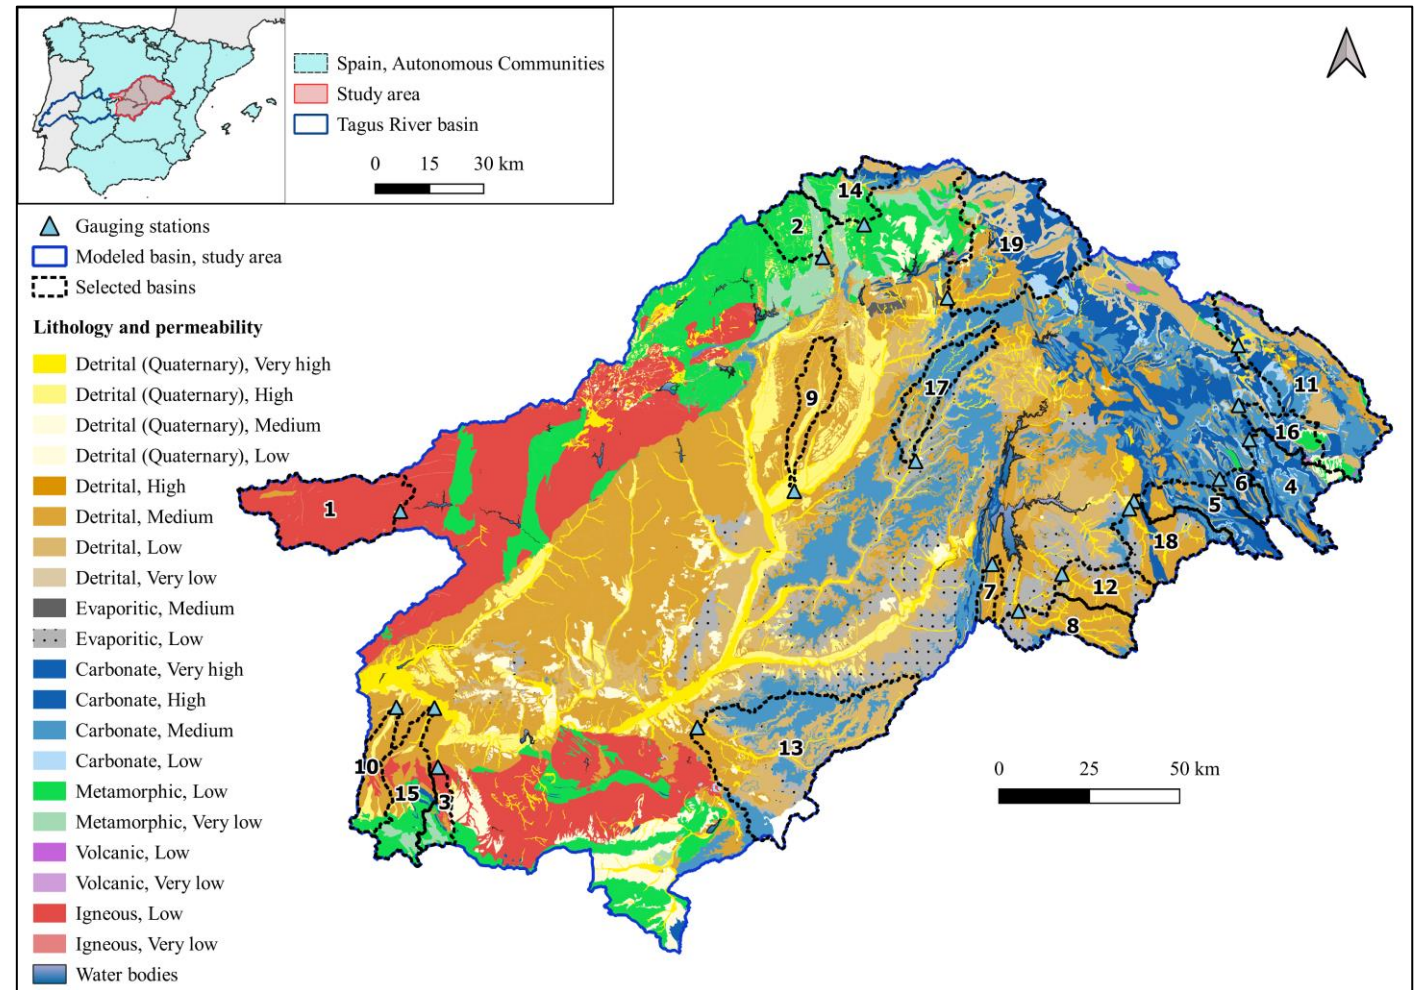 Spain, Autonomous Communities
Study area
Tagus River basin
0 15 30 km
Gauging stations
Modeled basin, study area
Selected basins
Lithology and permeability
Detrital (Quaternary), Very high
Detrital (Quaternary), High
Detrital (Quaternary), Medium
Detrital (Quaternary), Low
Detrital, High
Detrital, Medium
Detrital, Low
Detrital, Very low
Evaporitic, Medium
Evaporitic, Low
Carbonate, Very high
Carbonate, High
Carbonate, Medium
Carbonate, Low
Metamorphic, Low
Metamorphic, Very low
Volcanic, Low
Volcanic, Very low
Igneous, Low
Igneous, Very low
Water bodies
14
2
19
17
11
9
16
6
4
5
1
18
12
7
8
13
10
15
3
0 25 50 km